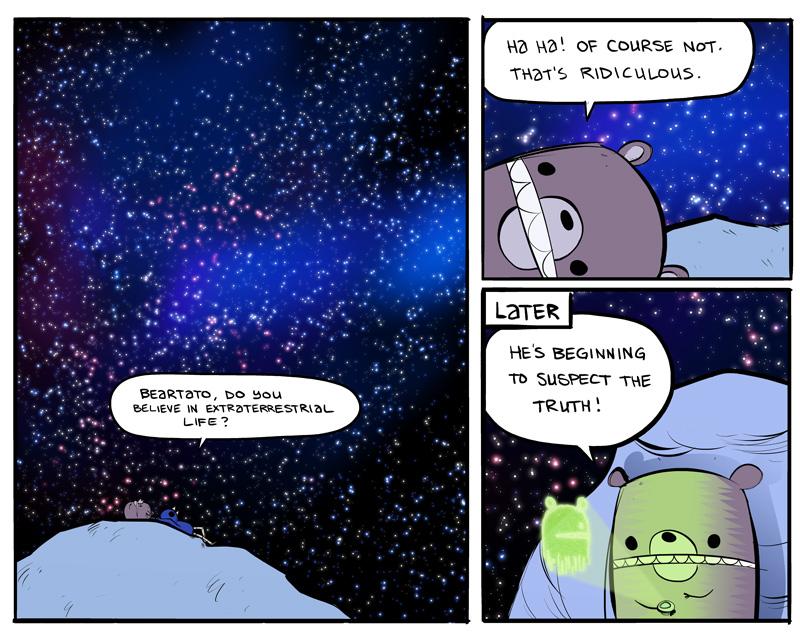 BEARTATO, DO YOU
BELIEVE IN EXTRATERRESTRIAL
LIFE?
Ha Ha! OF COURSE NOT.
THAT'S RIDICULOUS.
LATER
HE'S BEGINNING
TO SUSPECT THE
TRUTH!